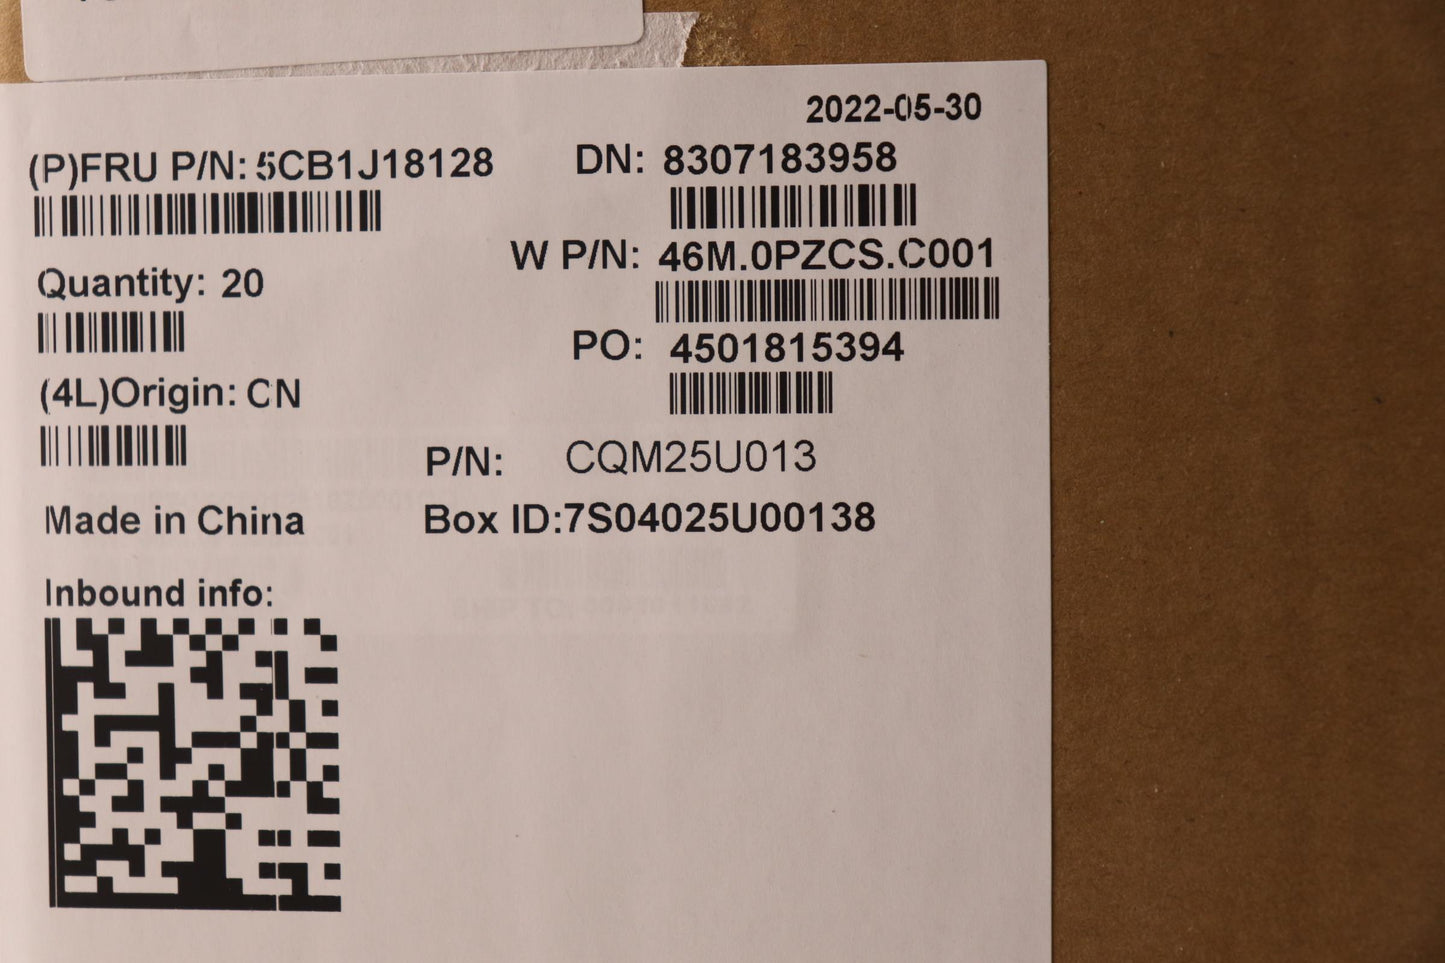 2022-05-30
(P)FRU P/N: 5CB1J18128
DN: 8307183958
W P/N: 46M.0PZCS.C001
Quantity: 20
PO: 4501815394
(4L)Origin: CN
P/N: CQM25U013
Made in China
Box ID:7S04025U00138
Inbound info: